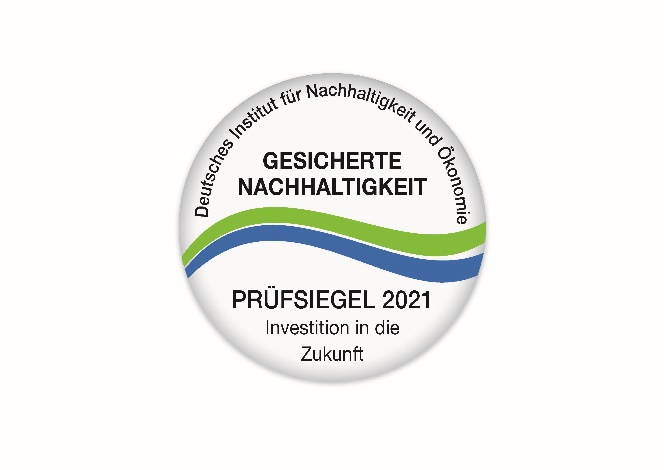 Deutsches Institut für Nachhaltigkeit und Ökonomie
GESICHERTE
NACHHALTIGKEIT
PRÜFSIEGEL 2021
Investition in die
Zukunft